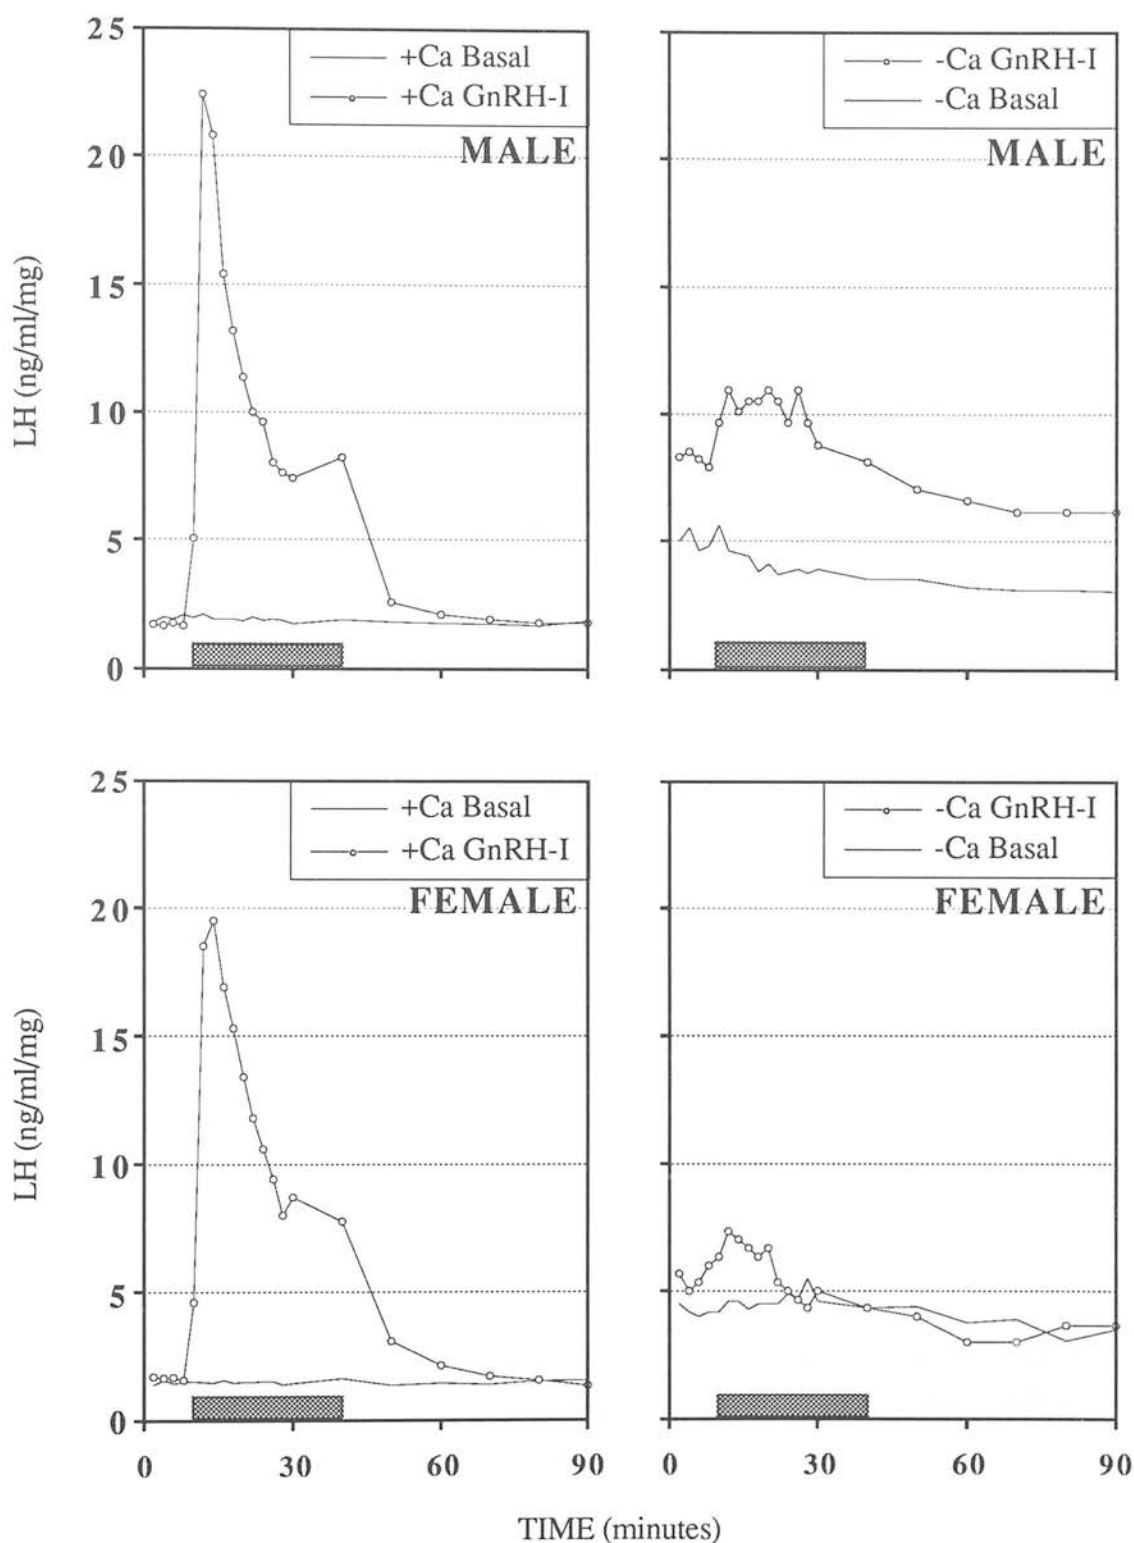 25
20
15
10
5
0
LH (ng/ml/mg)
+Ca Basal
+Ca GnRH-I
MALE
-Ca GnRH-I
-Ca Basal
MALE
25
20
15
10
5
0
LH (ng/ml/mg)
+Ca Basal
+Ca GnRH-I
FEMALE
-Ca GnRH-I
-Ca Basal
FEMALE
0 30 60 90
0 30 60 90
TIME (minutes)